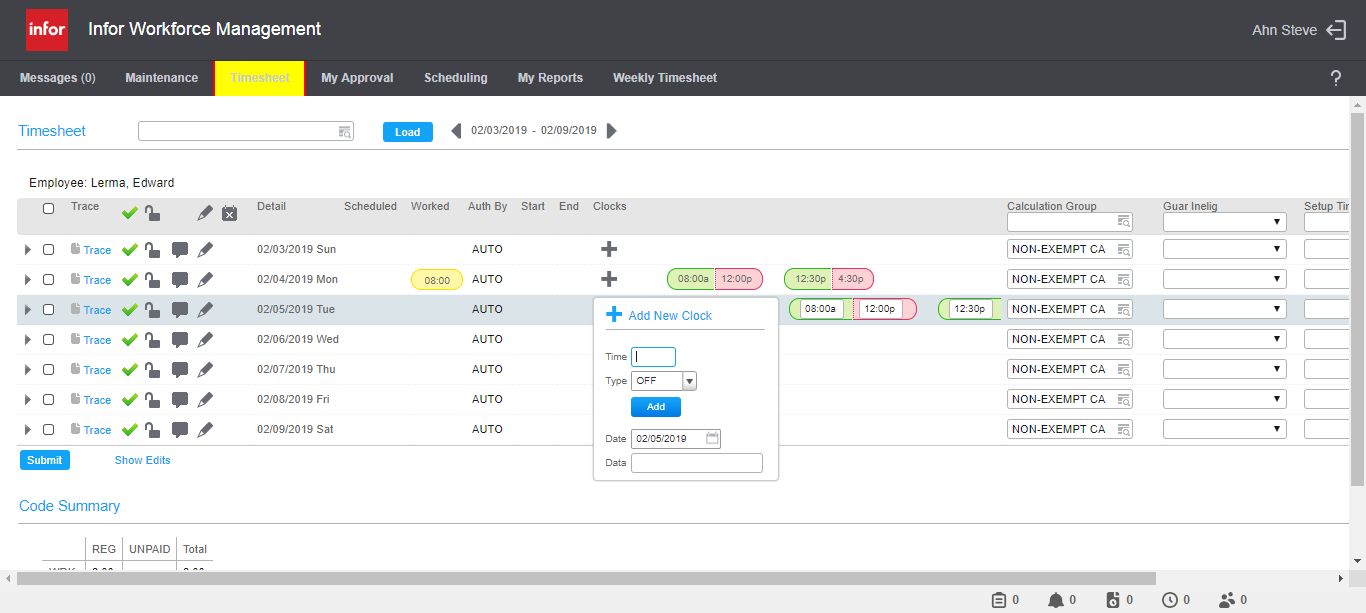 infor Infor Workforce Management Ahn Steve
Messages (0) Maintenance Timesheet My Approval Scheduling My Reports Weekly Timesheet ?
Timesheet Load 02/03/2019 - 02/09/2019
Employee: Lerma, Edward
Trace Detail Scheduled Worked Auth By Start End Clocks Calculation Group Guar Inelig Setup Tir
Trace 02/03/2019 Sun AUTO NON-EXEMPT CA
Trace 02/04/2019 Mon 08:00 AUTO 08:00a 12:00p 12:30p 4:30p NON-EXEMPT CA
Trace 02/05/2019 Tue AUTO 08:00a 12:00p 12:30p NON-EXEMPT CA
Add New Clock
Trace 02/06/2019 Wed AUTO NON-EXEMPT CA
Time
Trace 02/07/2019 Thu AUTO NON-EXEMPT CA
Type OFF
Trace 02/08/2019 Fri AUTO NON-EXEMPT CA
Add
Trace 02/09/2019 Sat AUTO NON-EXEMPT CA
Date 02/05/2019
Submit Show Edits
Data
Code Summary
REG UNPAID Total
0 0 0 0 0